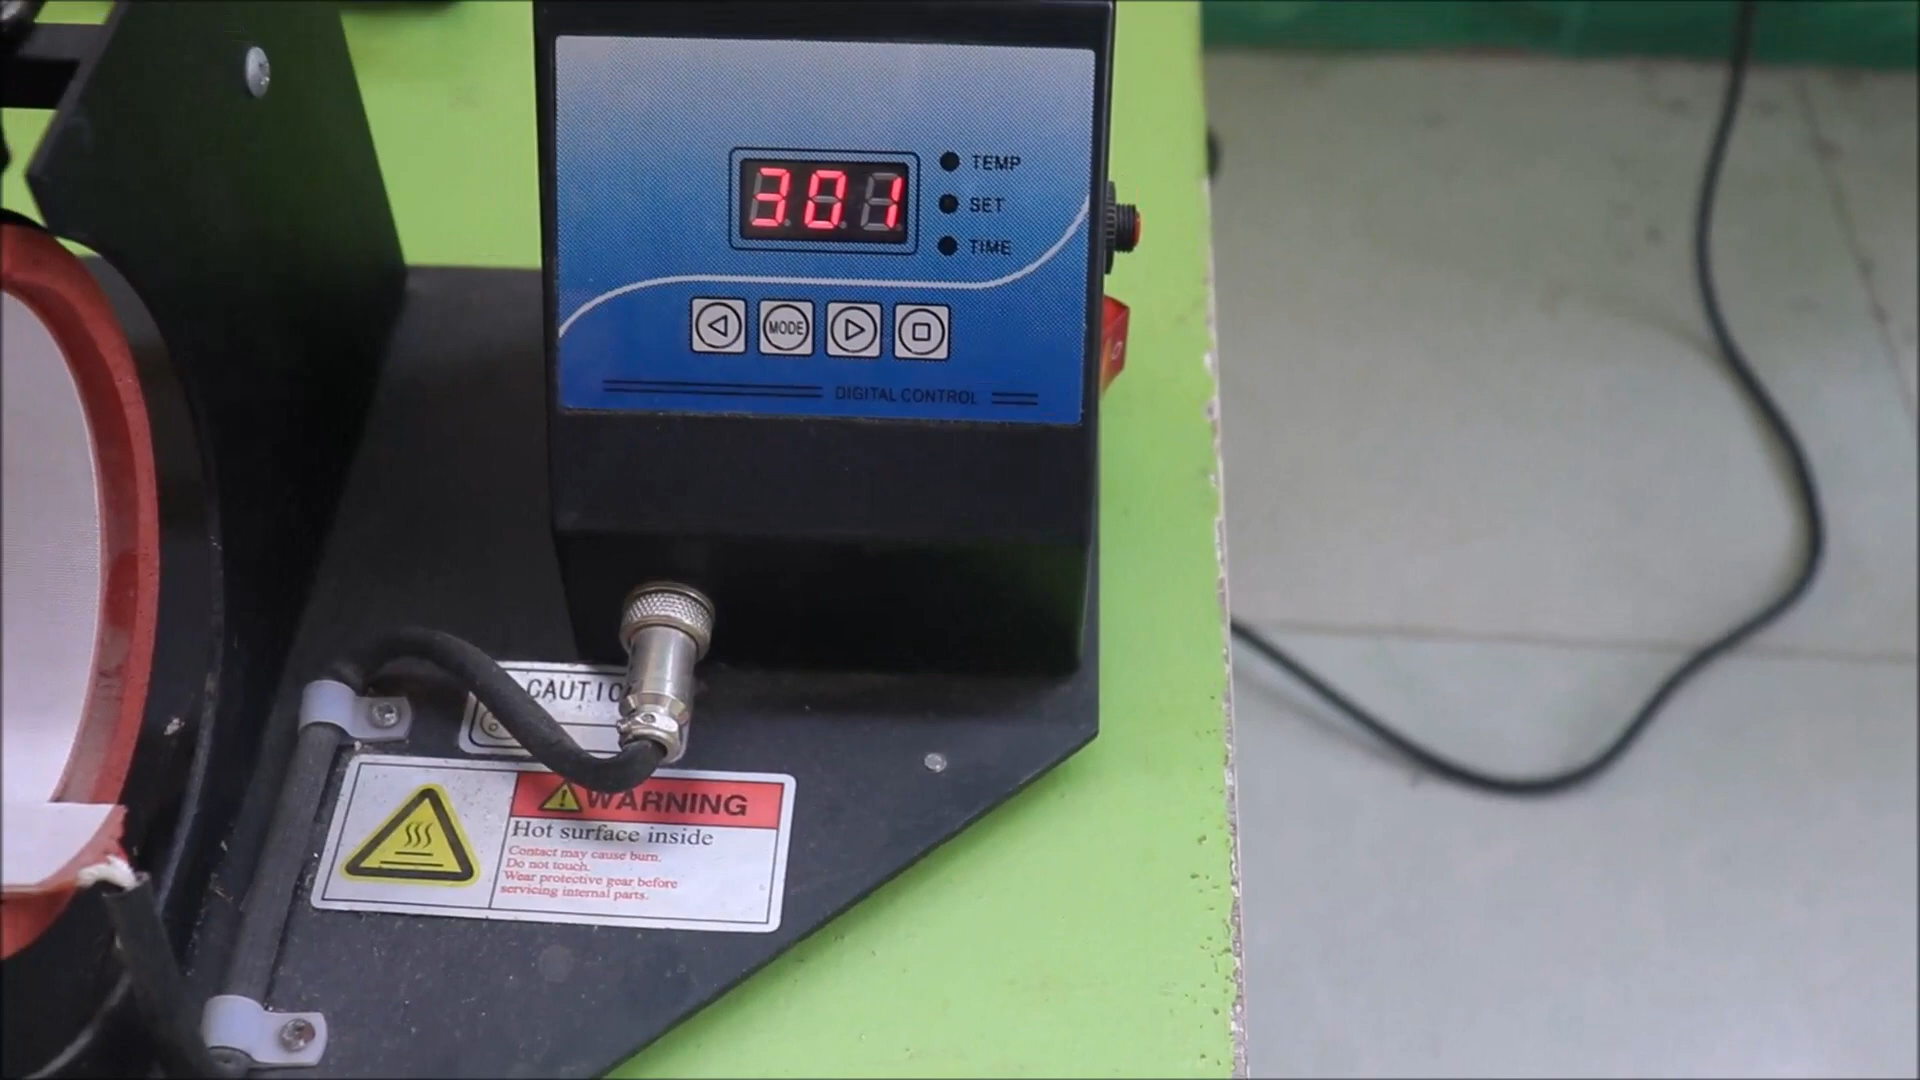 301
TEMP
SET
TIME
MODE
DIGITAL CONTROL
WARNING
Hot surface inside
Contact may cause burn.
Do not touch.
Wear protective gear before
servicing internal parts.